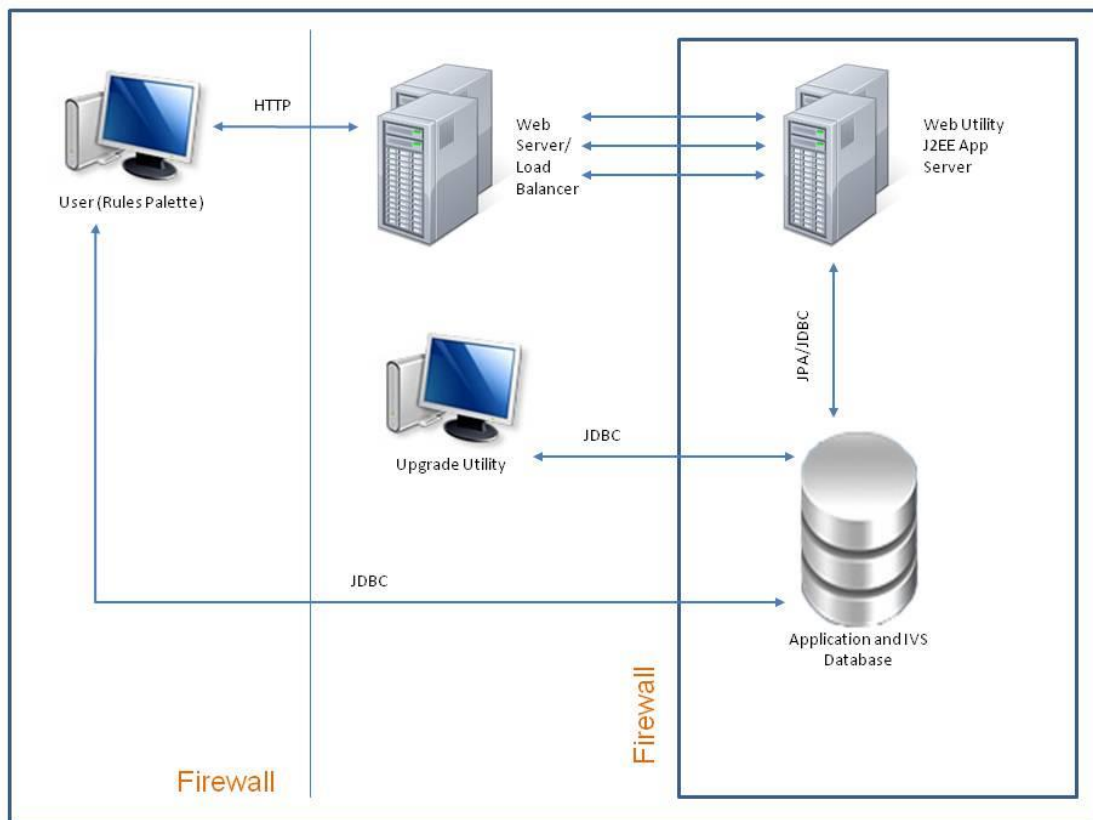 HTTP
User (Rules Palette)
Web
Server/
Load
Balancer
Web Utility
J2EE App
Server
JPA/JDBC
Upgrade Utility
JDBC
JDBC
Application and IVS
Database
Firewall
Firewall